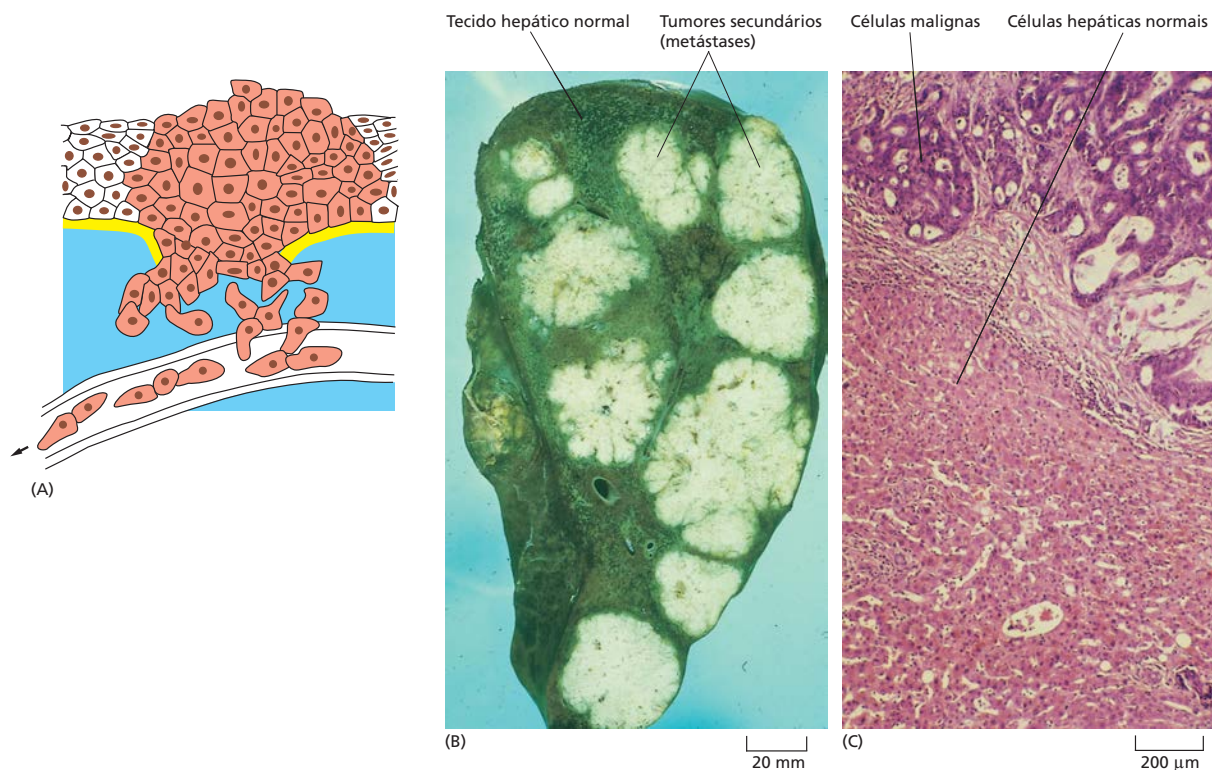 Tecido hepático normal
Tumores secundários
(metástases)
Células malignas
Células hepáticas normais
(A)
(B)
20 mm
(C)
200 μm